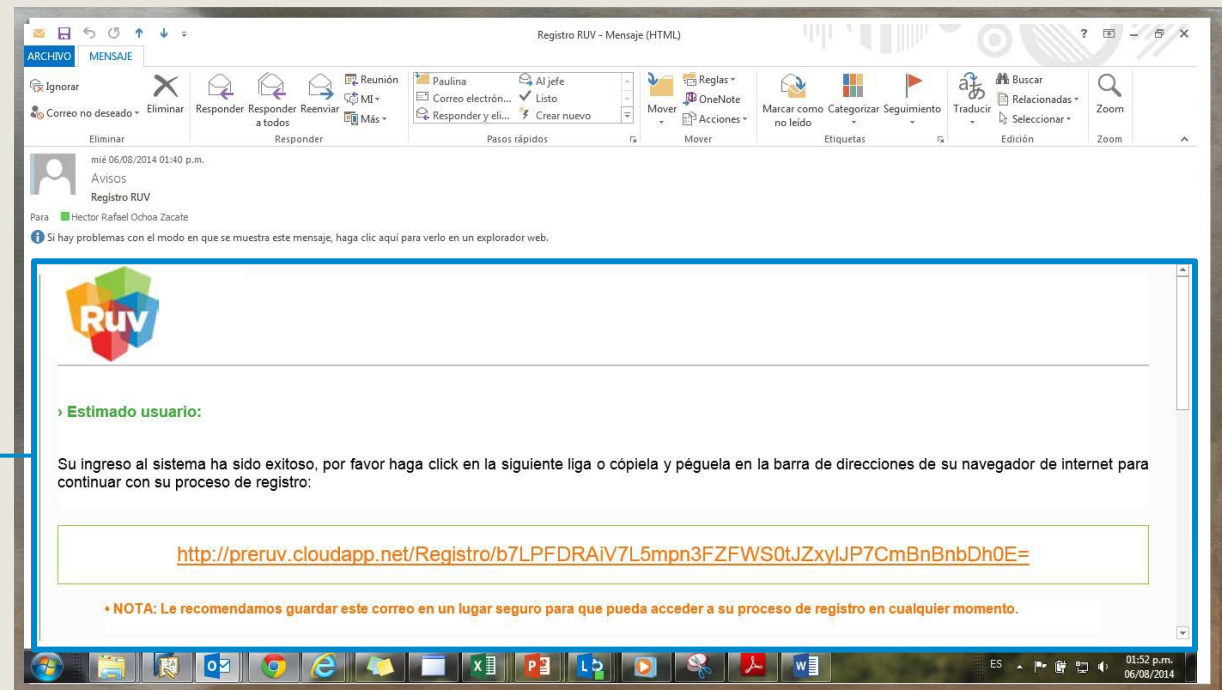 Registro RUV - Mensaje (HTML)
ARCHIVO MENSAJE
Ignorar
Correo no deseado
Eliminar
Responder
Responder a todos
Reenviar
Reunión
MI
Más
Paulina
Correo electrón...
Responder y eli...
Al jefe
Listo
Crear nuevo
Mover
Reglas
OneNote
Acciones
Marcar como no leído
Categorizar
Seguimiento
Traducir
Buscar
Relacionadas
Seleccionar
Zoom
Eliminar Responder Pasos rápidos Mover Etiquetas Edición Zoom
mié 06/08/2014 01:40 p.m.
Avisos
Registro RUV
Para Hector Rafael Ochoa Zacate
Si hay problemas con el modo en que se muestra este mensaje, haga clic aquí para verlo en un explorador web.
Ruv
› Estimado usuario:
Su ingreso al sistema ha sido exitoso, por favor haga click en la siguiente liga o cópiela y péguela en la barra de direcciones de su navegador de internet para
continuar con su proceso de registro:
http://preruv.cloudapp.net/Registro/b7LPFDRAiV7L5mpn3FZFWS0tJZxylJP7CmBnBnbDh0E=
• NOTA: Le recomendamos guardar este correo en un lugar seguro para que pueda acceder a su proceso de registro en cualquier momento.
ES 01:52 p.m.
06/08/2014